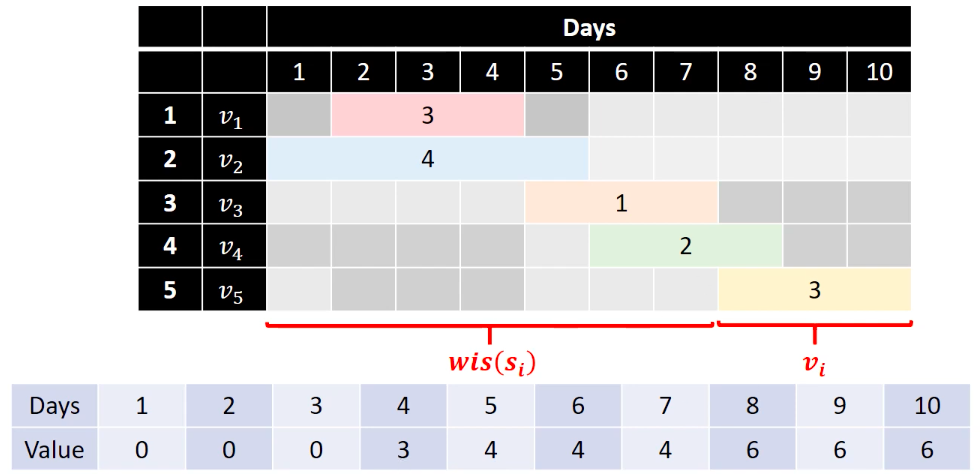 Days
1 2 3 4 5 6 7 8 9 10
1 v₁ 3
2 v₂ 4
3 v₃ 1
4 v₄ 2
5 v₅ 3
wis(sᵢ) vᵢ
Days 1 2 3 4 5 6 7 8 9 10
Value 0 0 0 3 4 4 4 6 6 6